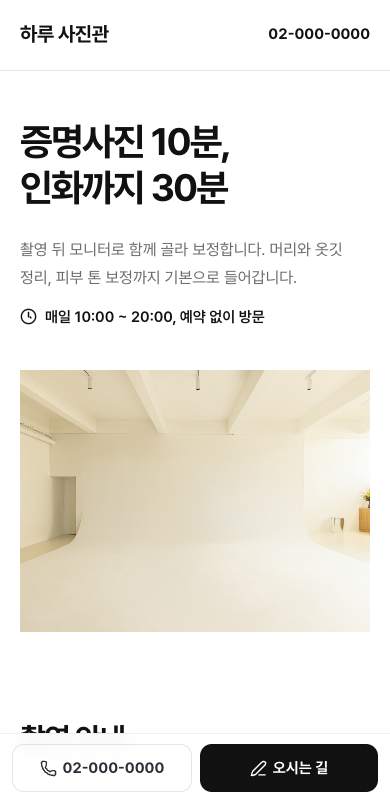 하루 사진관
02-000-0000
증명사진 10분,
인화까지 30분
촬영 뒤 모니터로 함께 골라 보정합니다. 머리와 옷깃
정리, 피부 톤 보정까지 기본으로 들어갑니다.
매일 10:00 ~ 20:00, 예약 없이 방문
02-000-0000
오시는 길